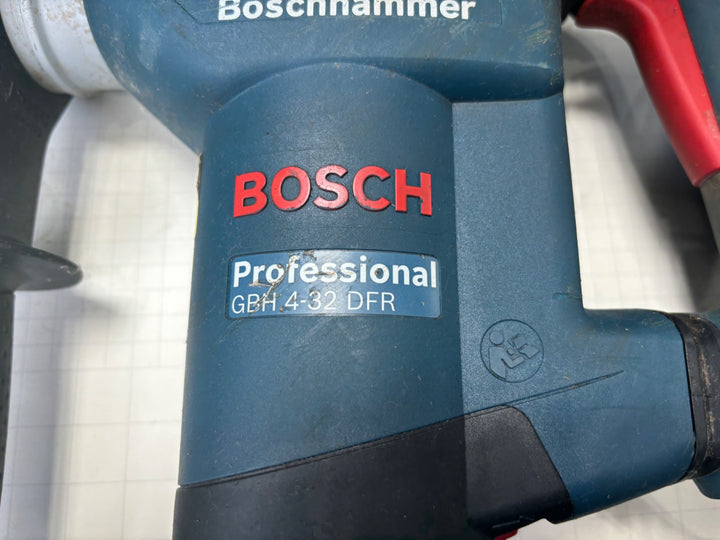 Boschhammer
BOSCH
Professional
GBH 4-32 DFR